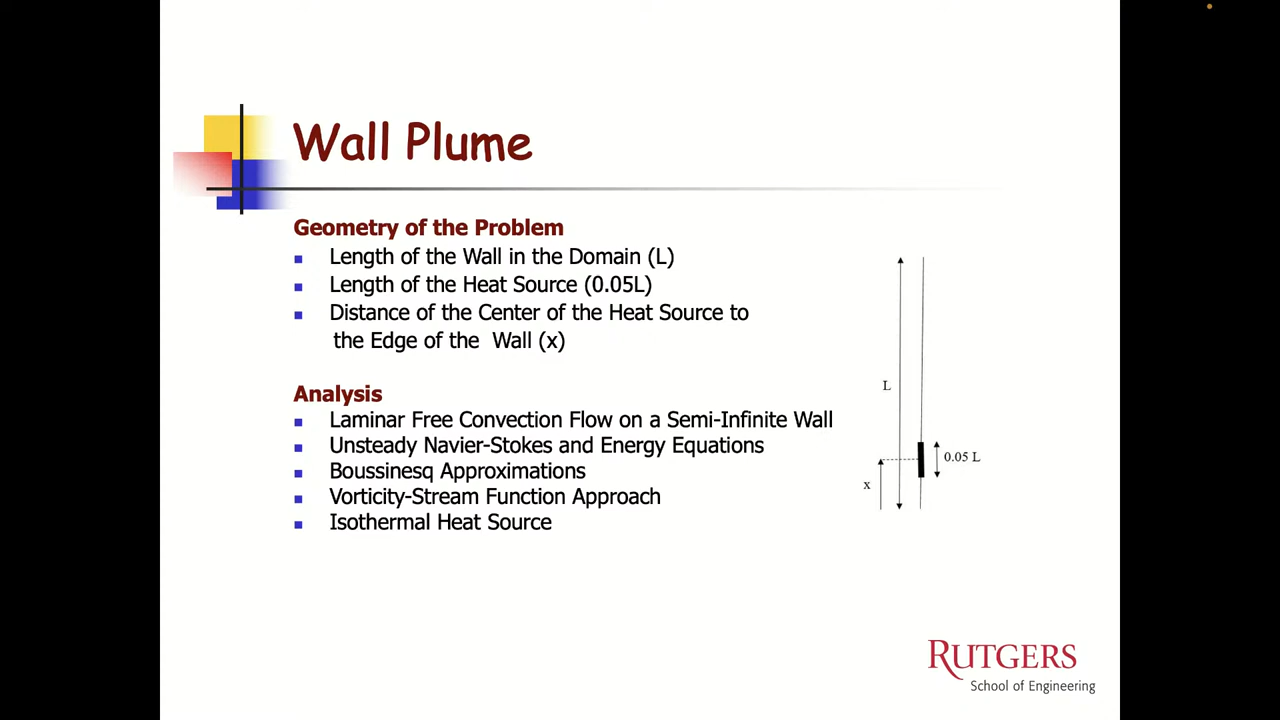 Wall Plume
Geometry of the Problem
Length of the Wall in the Domain (L)
Length of the Heat Source (0.05L)
Distance of the Center of the Heat Source to
the Edge of the Wall (x)
Analysis
Laminar Free Convection Flow on a Semi-Infinite Wall
Unsteady Navier-Stokes and Energy Equations
Boussinesq Approximations
Vorticity-Stream Function Approach
Isothermal Heat Source
L
0.05 L
x
RUTGERS
School of Engineering